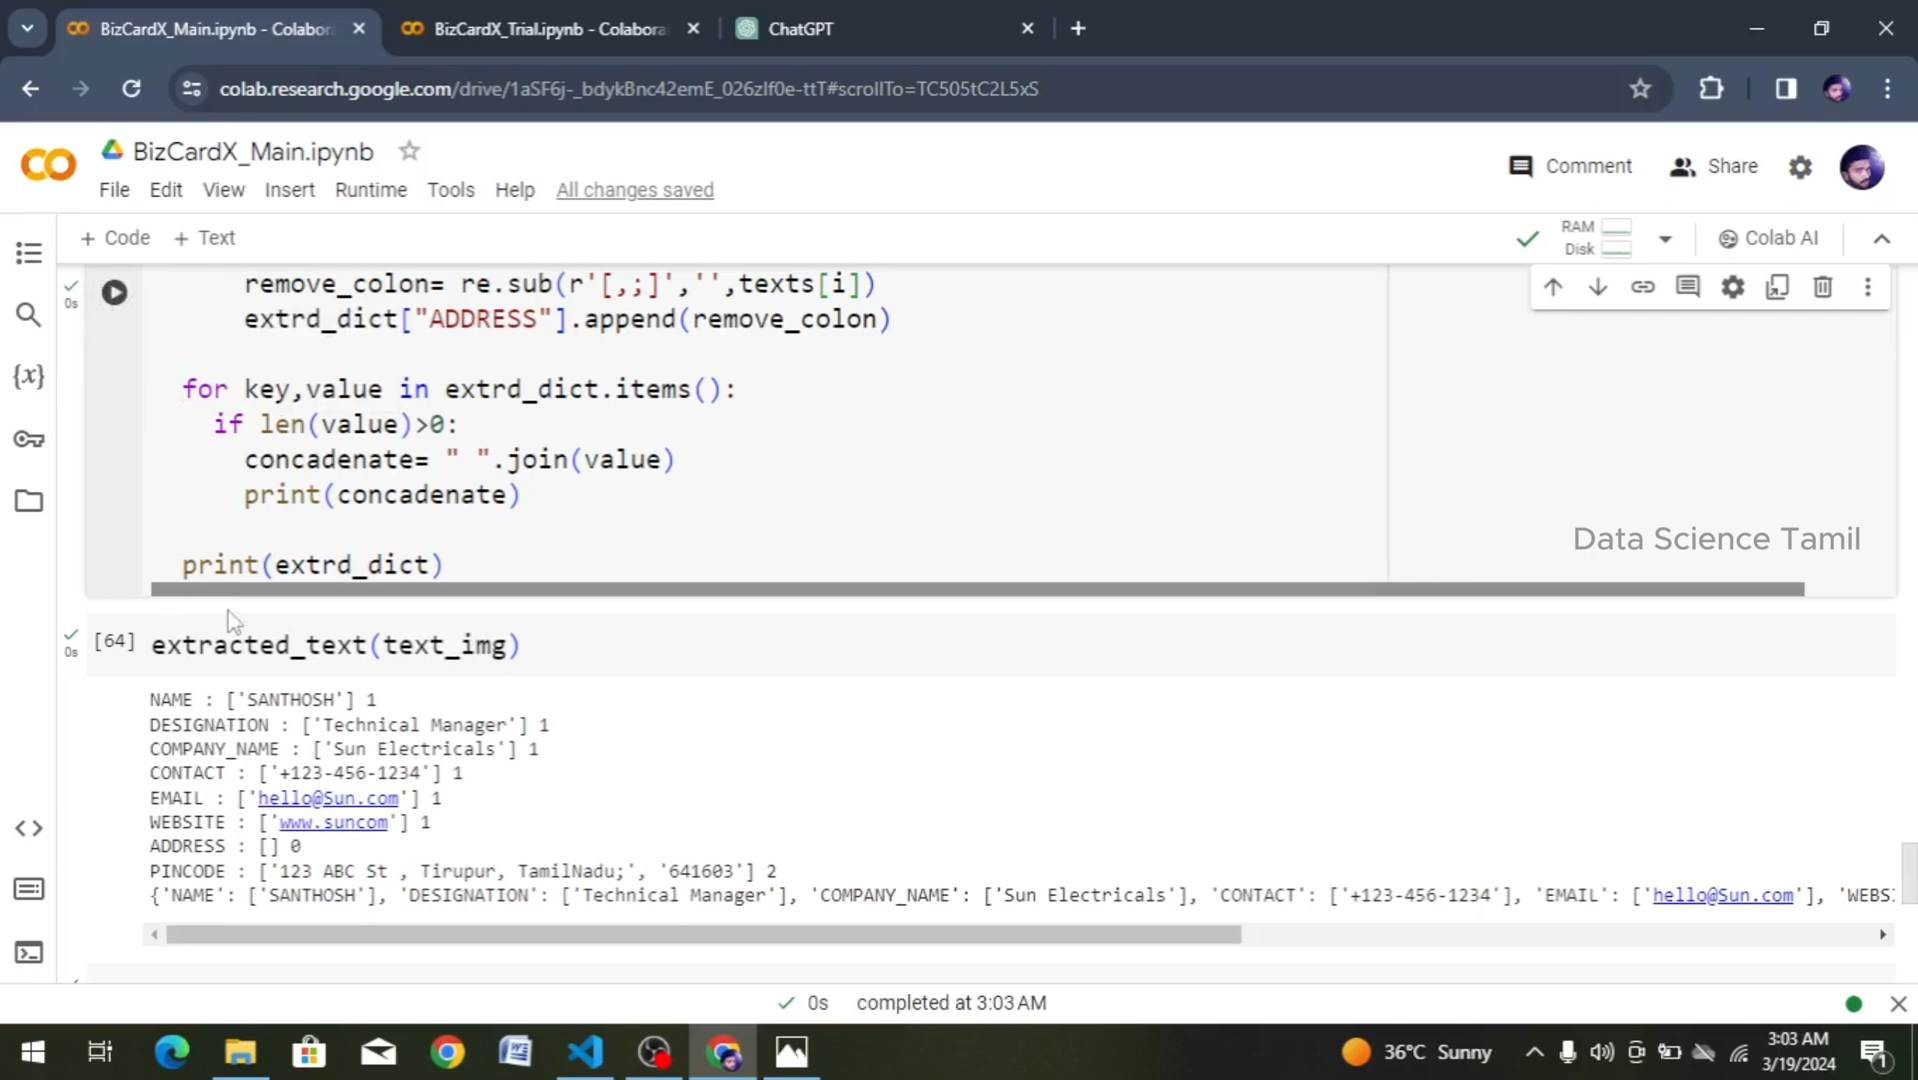 BizCardX_Main.ipynb - Colabor
BizCardX_Trial.ipynb - Colabora
ChatGPT
colab.research.google.com/drive/1aSF6j-_bdykBnc42emE_026zIf0e-ttT#scrollTo=TC505tC2L5xS
BizCardX_Main.ipynb
File Edit View Insert Runtime Tools Help All changes saved
Comment Share
+ Code + Text
RAM
Disk
Colab AI
0s
remove_colon= re.sub(r'[,;]','',texts[i])
extrd_dict["ADDRESS"].append(remove_colon)
for key,value in extrd_dict.items():
if len(value)>0:
concadenate= " ".join(value)
print(concadenate)
Data Science Tamil
print(extrd_dict)
[64] extracted_text(text_img)
0s
NAME : ['SANTHOSH'] 1
DESIGNATION : ['Technical Manager'] 1
COMPANY_NAME : ['Sun Electricals'] 1
CONTACT : ['+123-456-1234'] 1
EMAIL : ['hello@Sun.com'] 1
WEBSITE : ['www.suncom'] 1
ADDRESS : [] 0
PINCODE : ['123 ABC St , Tirupur, TamilNadu;', '641603'] 2
{'NAME': ['SANTHOSH'], 'DESIGNATION': ['Technical Manager'], 'COMPANY_NAME': ['Sun Electricals'], 'CONTACT': ['+123-456-1234'], 'EMAIL': ['hello@Sun.com'], 'WEBSI
0s completed at 3:03 AM
36°C Sunny
3:03 AM
3/19/2024
1